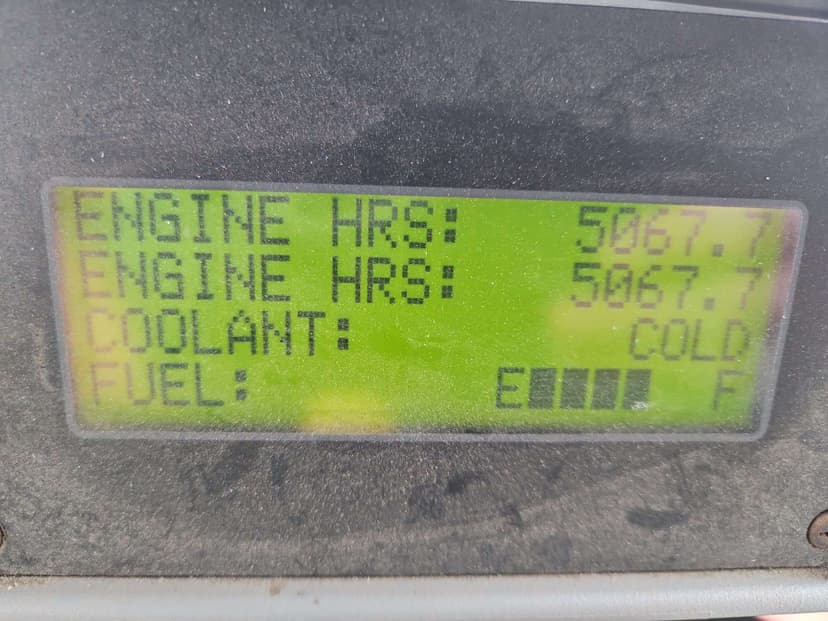 ENGINE HRS: 5067.7
ENGINE HRS: 5067.7
COOLANT: COLD
FUEL: E■■■■ F